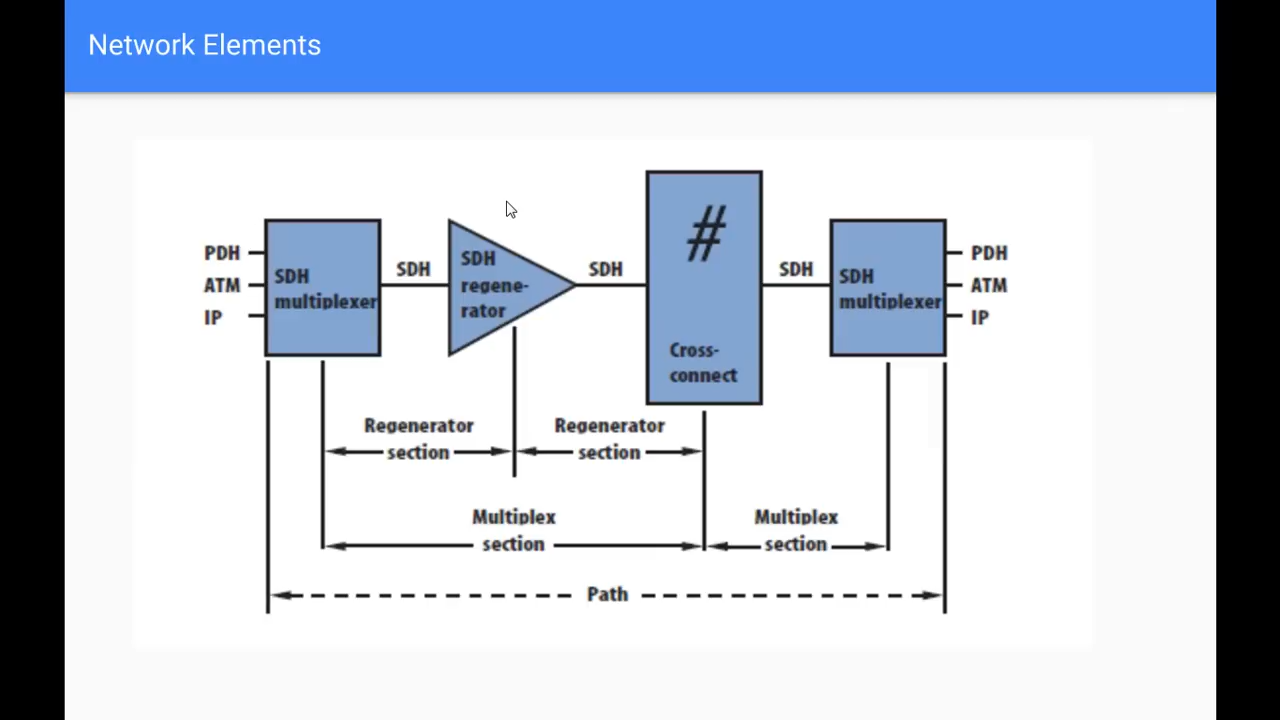 Network Elements
#
PDH
ATM
IP
SDH
multiplexer
SDH
SDH
regene-
rator
SDH
Cross-
connect
SDH
SDH
multiplexer
PDH
ATM
IP
Regenerator
section
Regenerator
section
Multiplex
section
Multiplex
section
Path